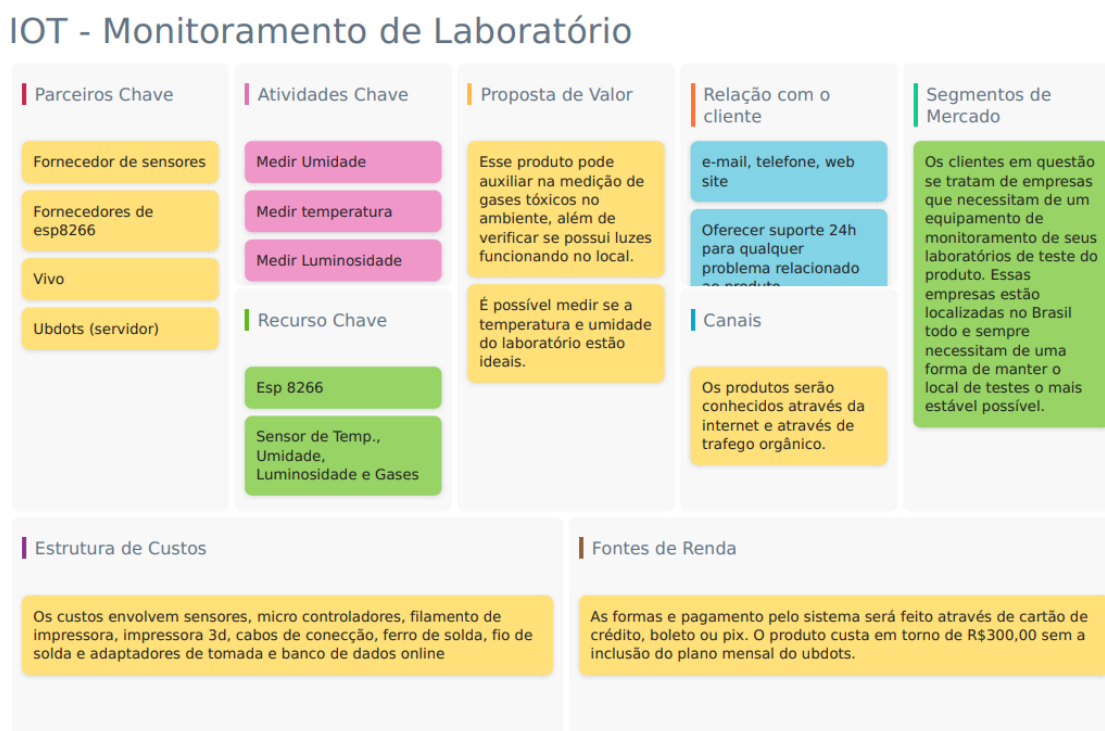 IOT - Monitoramento de Laboratório
Parceiros Chave
Fornecedor de sensores
Fornecedores de
esp8266
Vivo
Ubdots (servidor)
Atividades Chave
Medir Umidade
Medir temperatura
Medir Luminosidade
Recurso Chave
Esp 8266
Sensor de Temp.,
Umidade,
Luminosidade e Gases
Proposta de Valor
Esse produto pode
auxiliar na medição de
gases tóxicos no
ambiente, além de
verificar se possui luzes
funcionando no local.
É possível medir se a
temperatura e umidade
do laboratório estão
ideais.
Relação com o
cliente
e-mail, telefone, web
site
Oferecer suporte 24h
para qualquer
problema relacionado
ao produto
Canais
Os produtos serão
conhecidos através da
internet e através de
trafego orgânico.
Segmentos de
Mercado
Os clientes em questão
se tratam de empresas
que necessitam de um
equipamento de
monitoramento de seus
laboratórios de teste do
produto. Essas
empresas estão
localizadas no Brasil
todo e sempre
necessitam de uma
forma de manter o
local de testes o mais
estável possível.
Estrutura de Custos
Os custos envolvem sensores, micro controladores, filamento de
impressora, impressora 3d, cabos de conecção, ferro de solda, fio de
solda e adaptadores de tomada e banco de dados online
Fontes de Renda
As formas e pagamento pelo sistema será feito através de cartão de
crédito, boleto ou pix. O produto custa em torno de R$300,00 sem a
inclusão do plano mensal do ubdots.